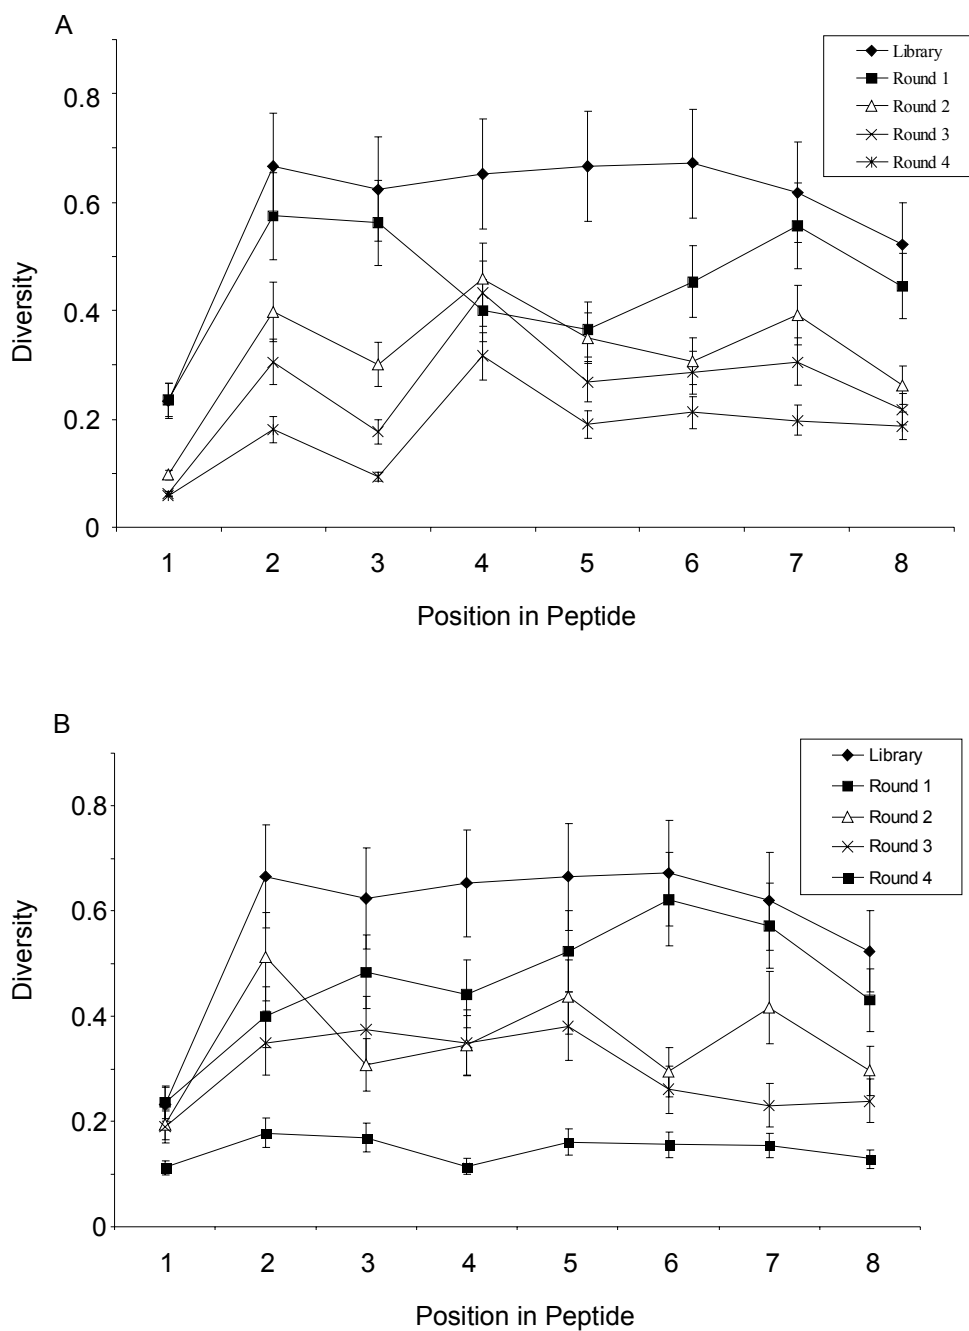 A
Library
Round 1
Round 2
Round 3
Round 4
0.8
0.6
0.4
0.2
0
Diversity
1 2 3 4 5 6 7 8
Position in Peptide
B
Library
Round 1
Round 2
Round 3
Round 4
0.8
0.6
0.4
0.2
0
Diversity
1 2 3 4 5 6 7 8
Position in Peptide